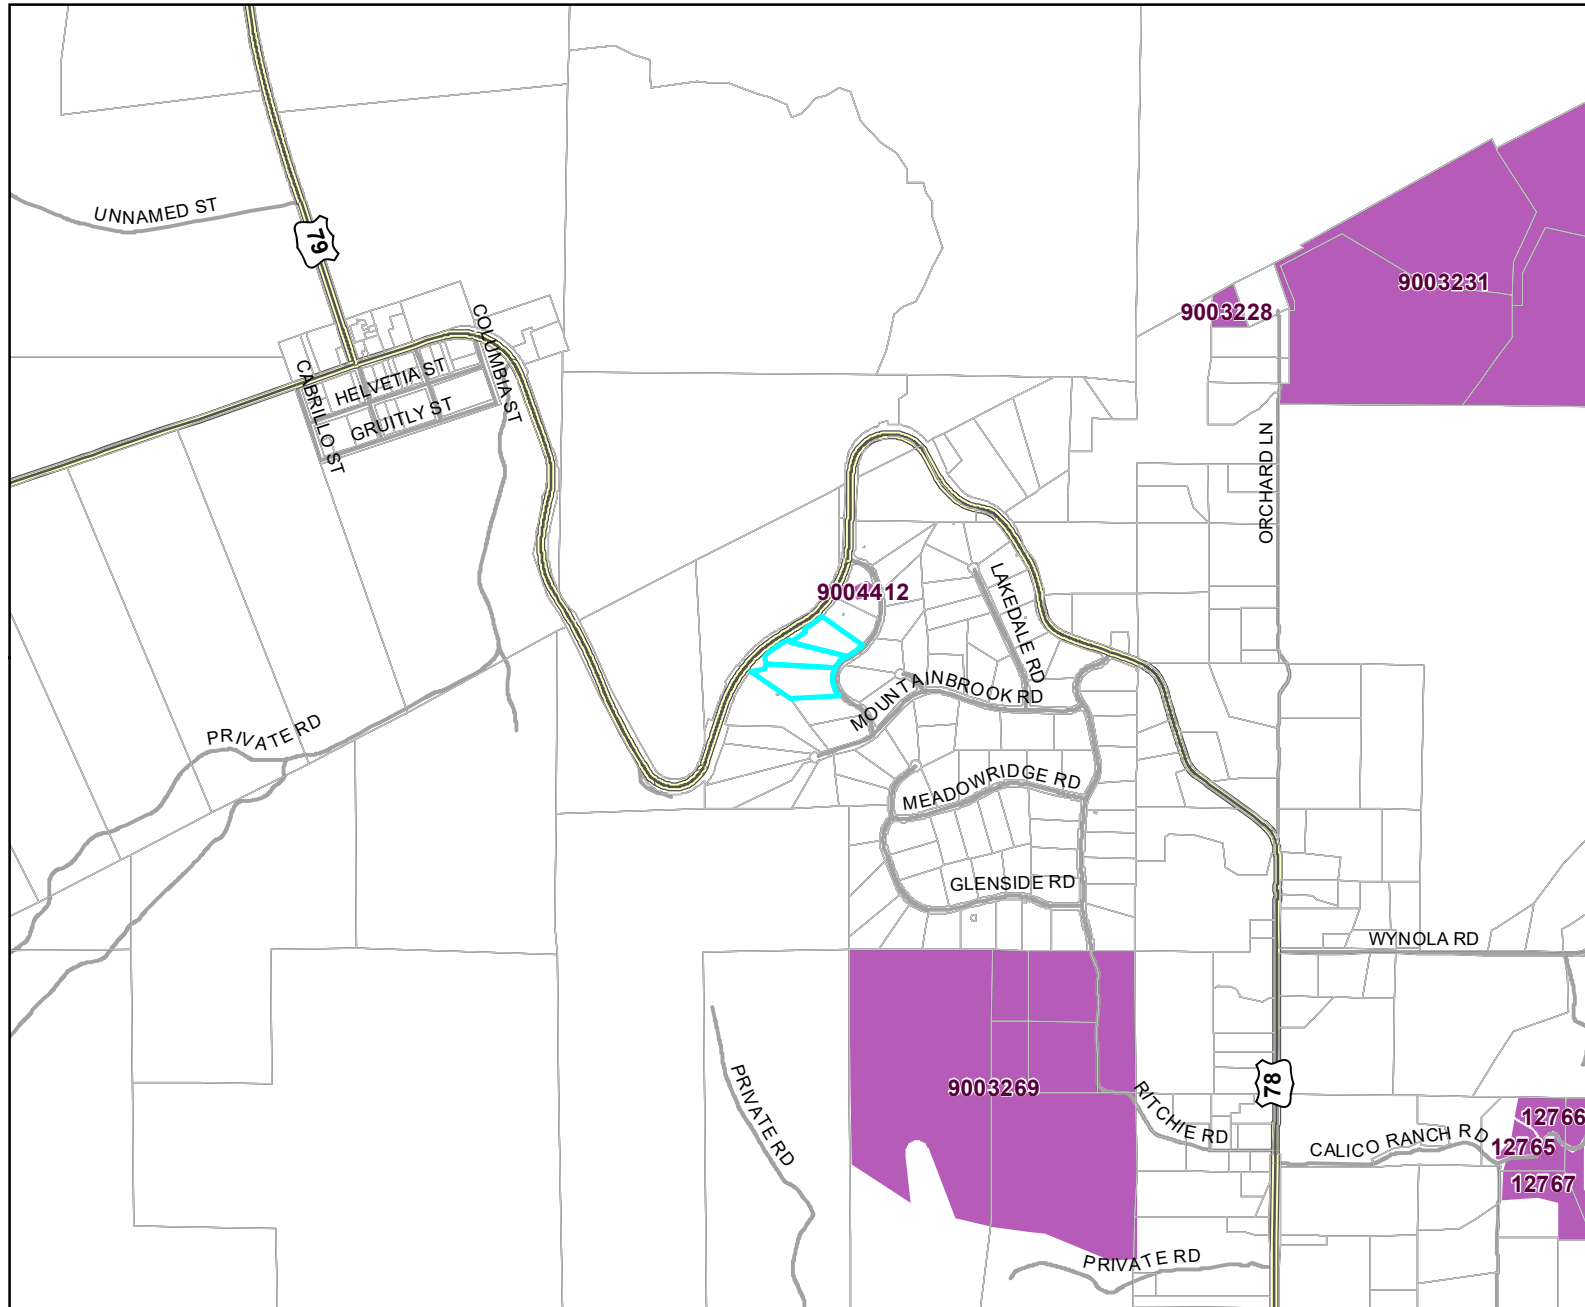 UNNAMED ST
79
9003231
9003228
COLUMBIA ST
HELVETIA ST
CABRILLO ST
GRUITLY ST
ORCHARD LN
9004412
LAKEDALE RD
MOUNTAINBROOK RD
PRIVATE RD
MEADOWRIDGE RD
GLENSIDE RD
WYNOLA RD
PRIVATE RD
9003269
78
RITCHIE RD
12766
CALICO RANCH RD
12765
12767
PRIVATE RD